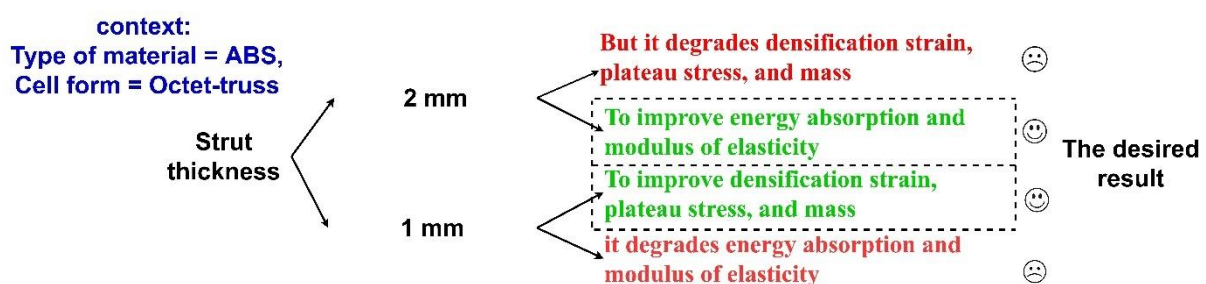 context:
Type of material = ABS,
Cell form = Octet-truss
Strut
thickness
2 mm
But it degrades densification strain,
plateau stress, and mass
To improve energy absorption and
modulus of elasticity
1 mm
To improve densification strain,
plateau stress, and mass
it degrades energy absorption and
modulus of elasticity
The desired
result